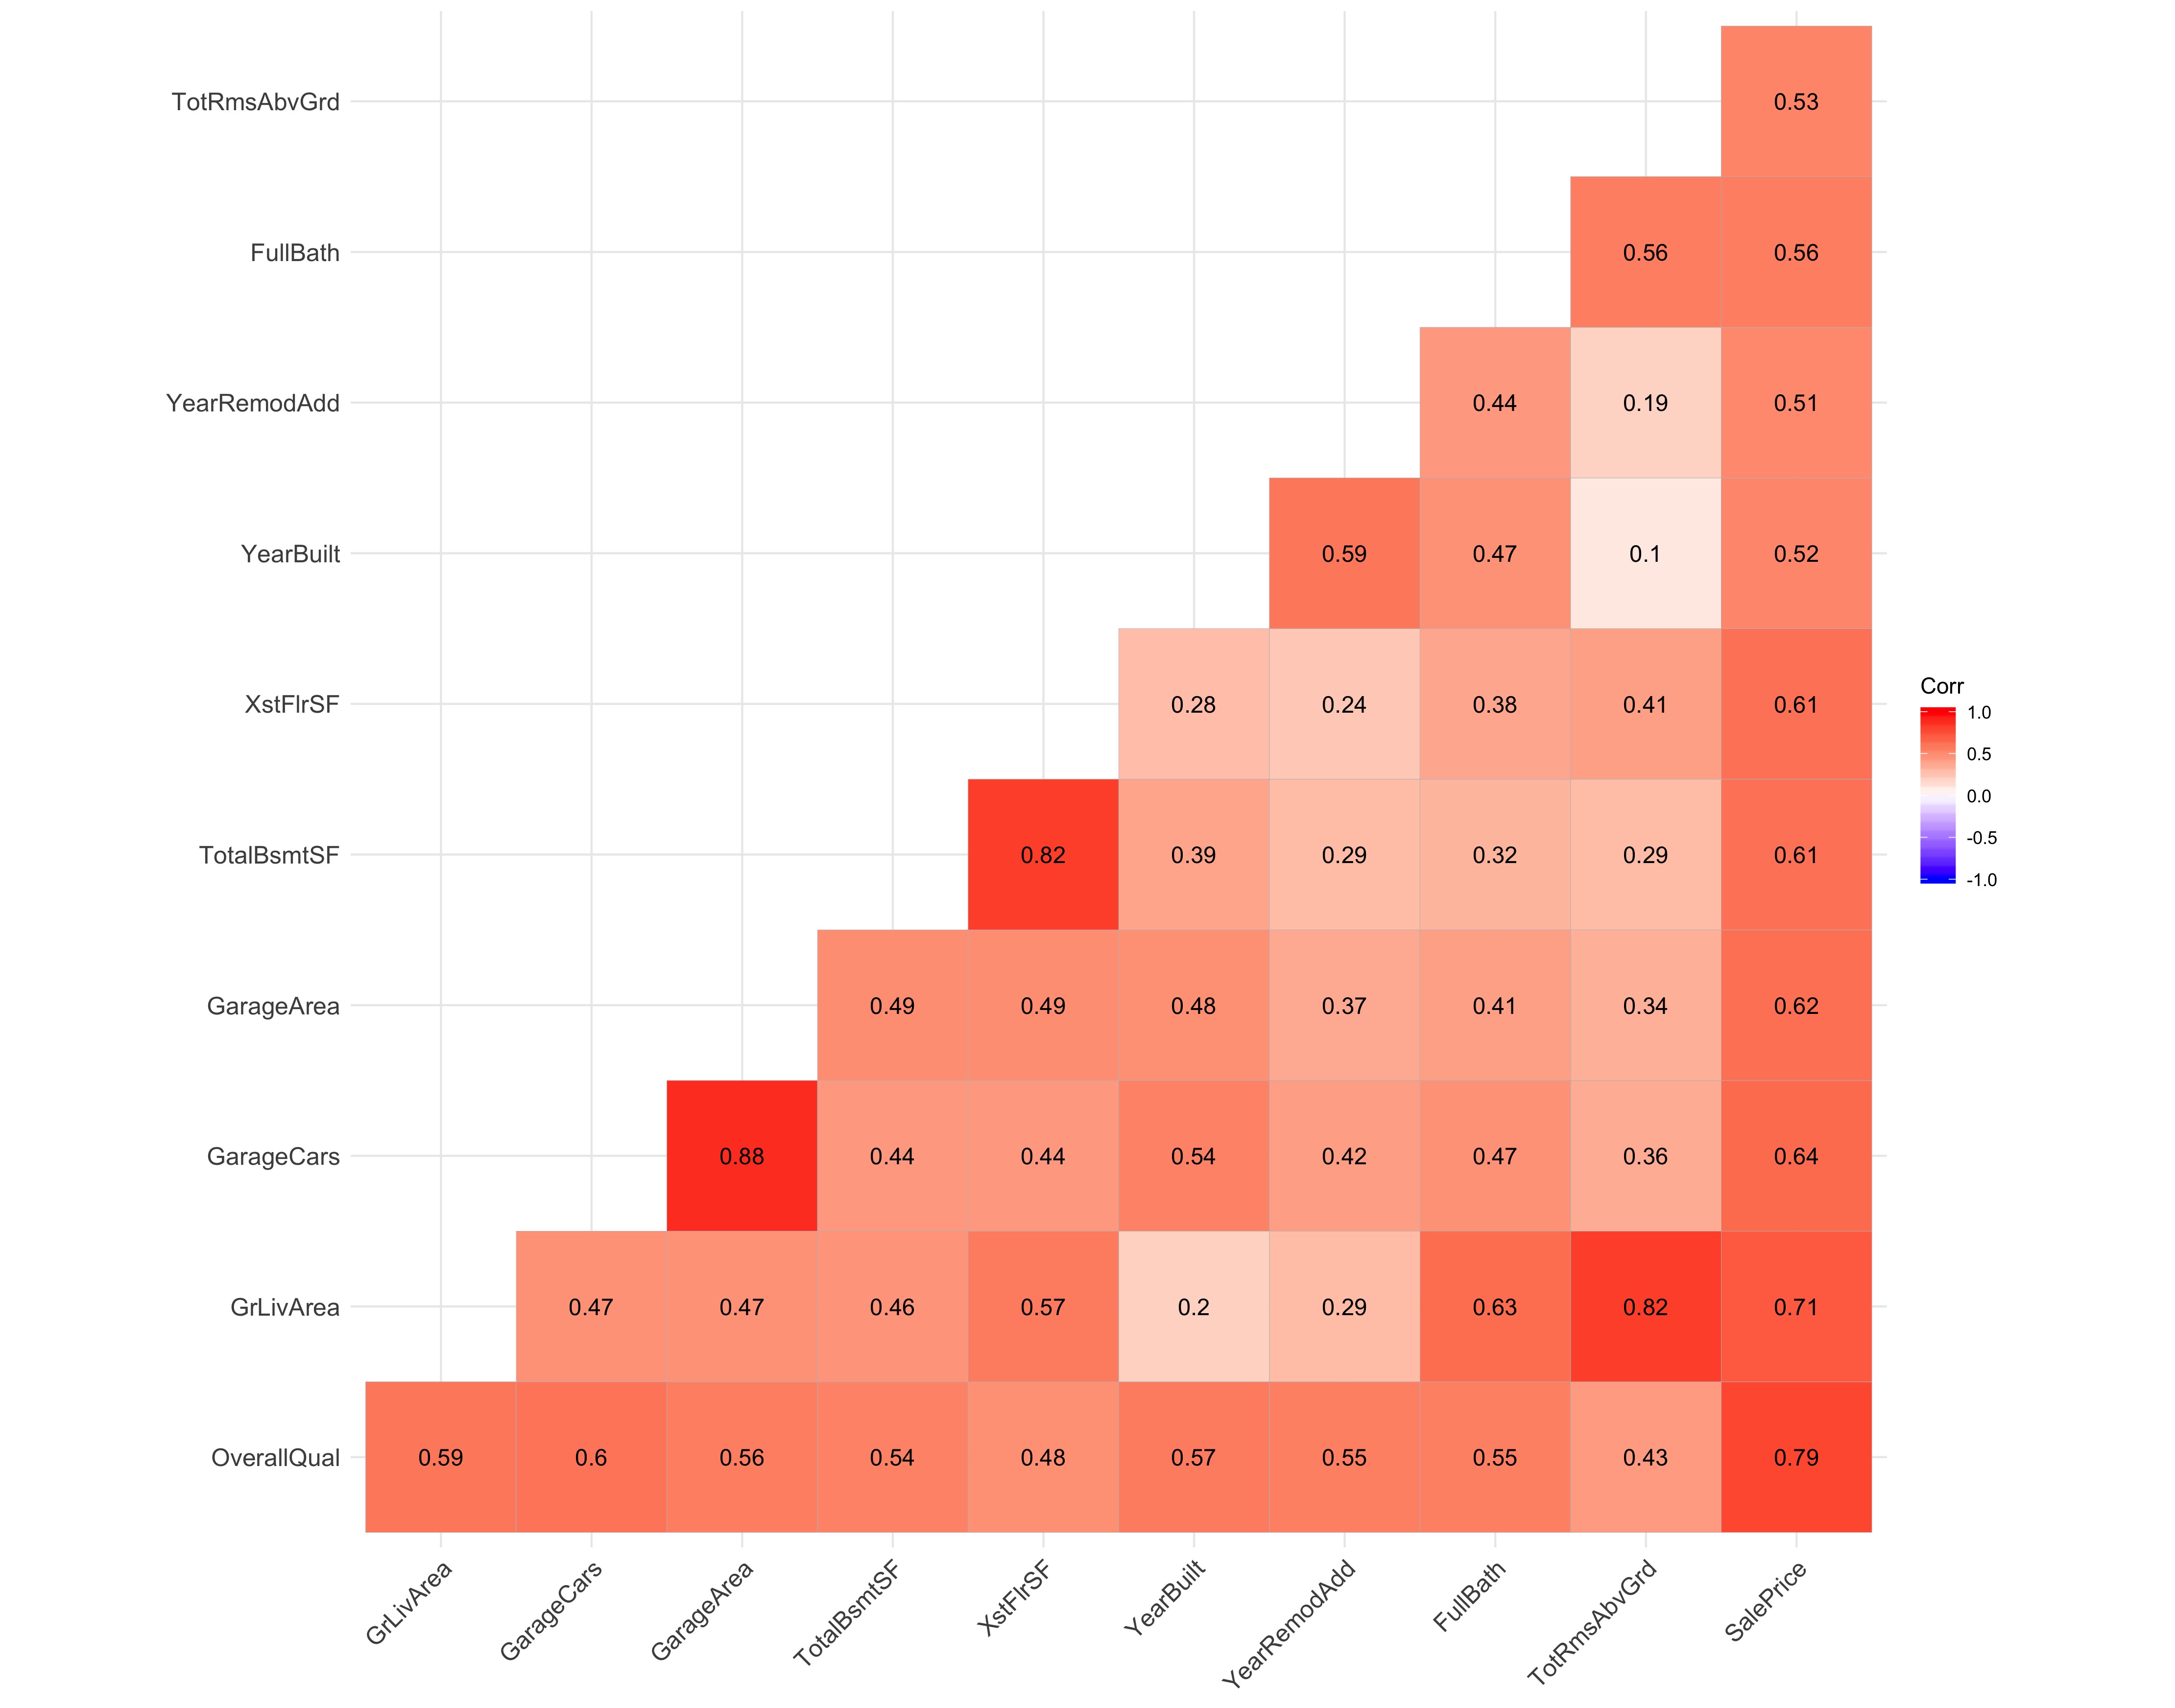 TotRmsAbvGrd 0.53
FullBath 0.56 0.56
YearRemodAdd 0.44 0.19 0.51
YearBuilt 0.59 0.47 0.1 0.52
XstFlrSF 0.28 0.24 0.38 0.41 0.61
TotalBsmtSF 0.82 0.39 0.29 0.32 0.29 0.61
GarageArea 0.49 0.49 0.48 0.37 0.41 0.34 0.62
GarageCars 0.88 0.44 0.44 0.54 0.42 0.47 0.36 0.64
GrLivArea 0.47 0.47 0.46 0.57 0.2 0.29 0.63 0.82 0.71
OverallQual 0.59 0.6 0.56 0.54 0.48 0.57 0.55 0.55 0.43 0.79
GrLivArea GarageCars GarageArea TotalBsmtSF XstFlrSF YearBuilt YearRemodAdd FullBath TotRmsAbvGrd SalePrice
Corr
1.0
0.5
0.0
-0.5
-1.0